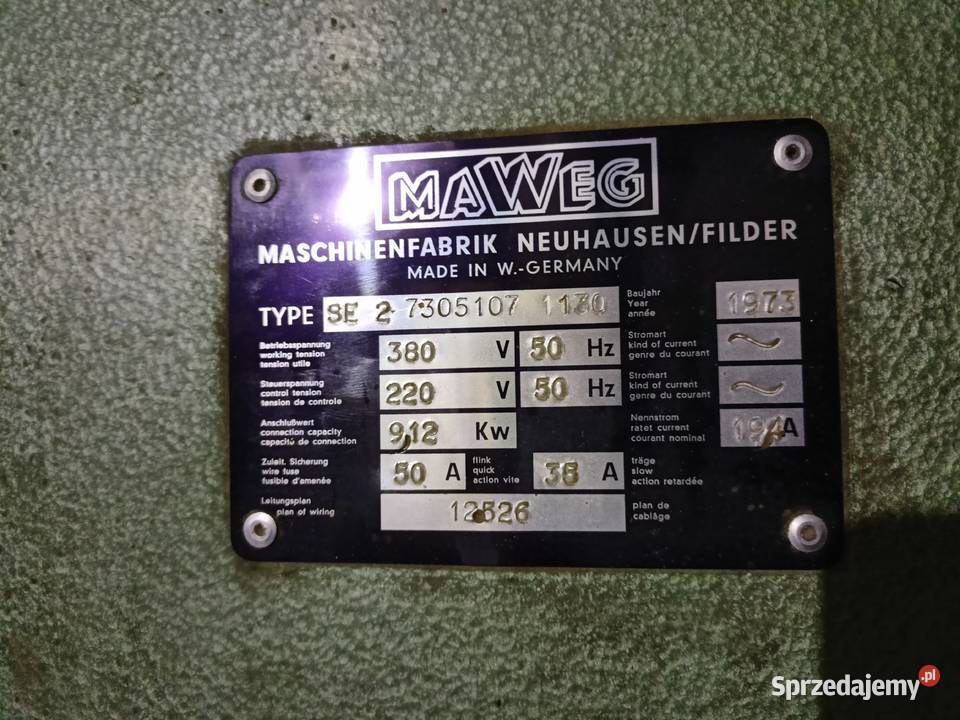 MAWEG
MASCHINENFABRIK NEUHAUSEN/FILDER
MADE IN W.-GERMANY
TYPE SE 2 7305107 1130
Baujahr
Year
année
1973
Betriebsspannung
working tension
tension utile
380 V 50 Hz
Stromart
kind of current
genre du courant
~
Steuerspannung
control tension
tension de controle
220 V 50 Hz
Stromart
kind of current
genre du courant
~
Anschlußwert
connection capacity
capacité de connection
9,12 Kw
Nennstrom
ratet current
courant nominal
A
Zuleit. Sicherung
wire fuse
fusible d'amenée
50 A
flink
quick
action vite
35 A
träge
slow
action retardée
Leitungsplan
plan of wiring
12526
plan de
cablâge
Sprzedajemy.pl